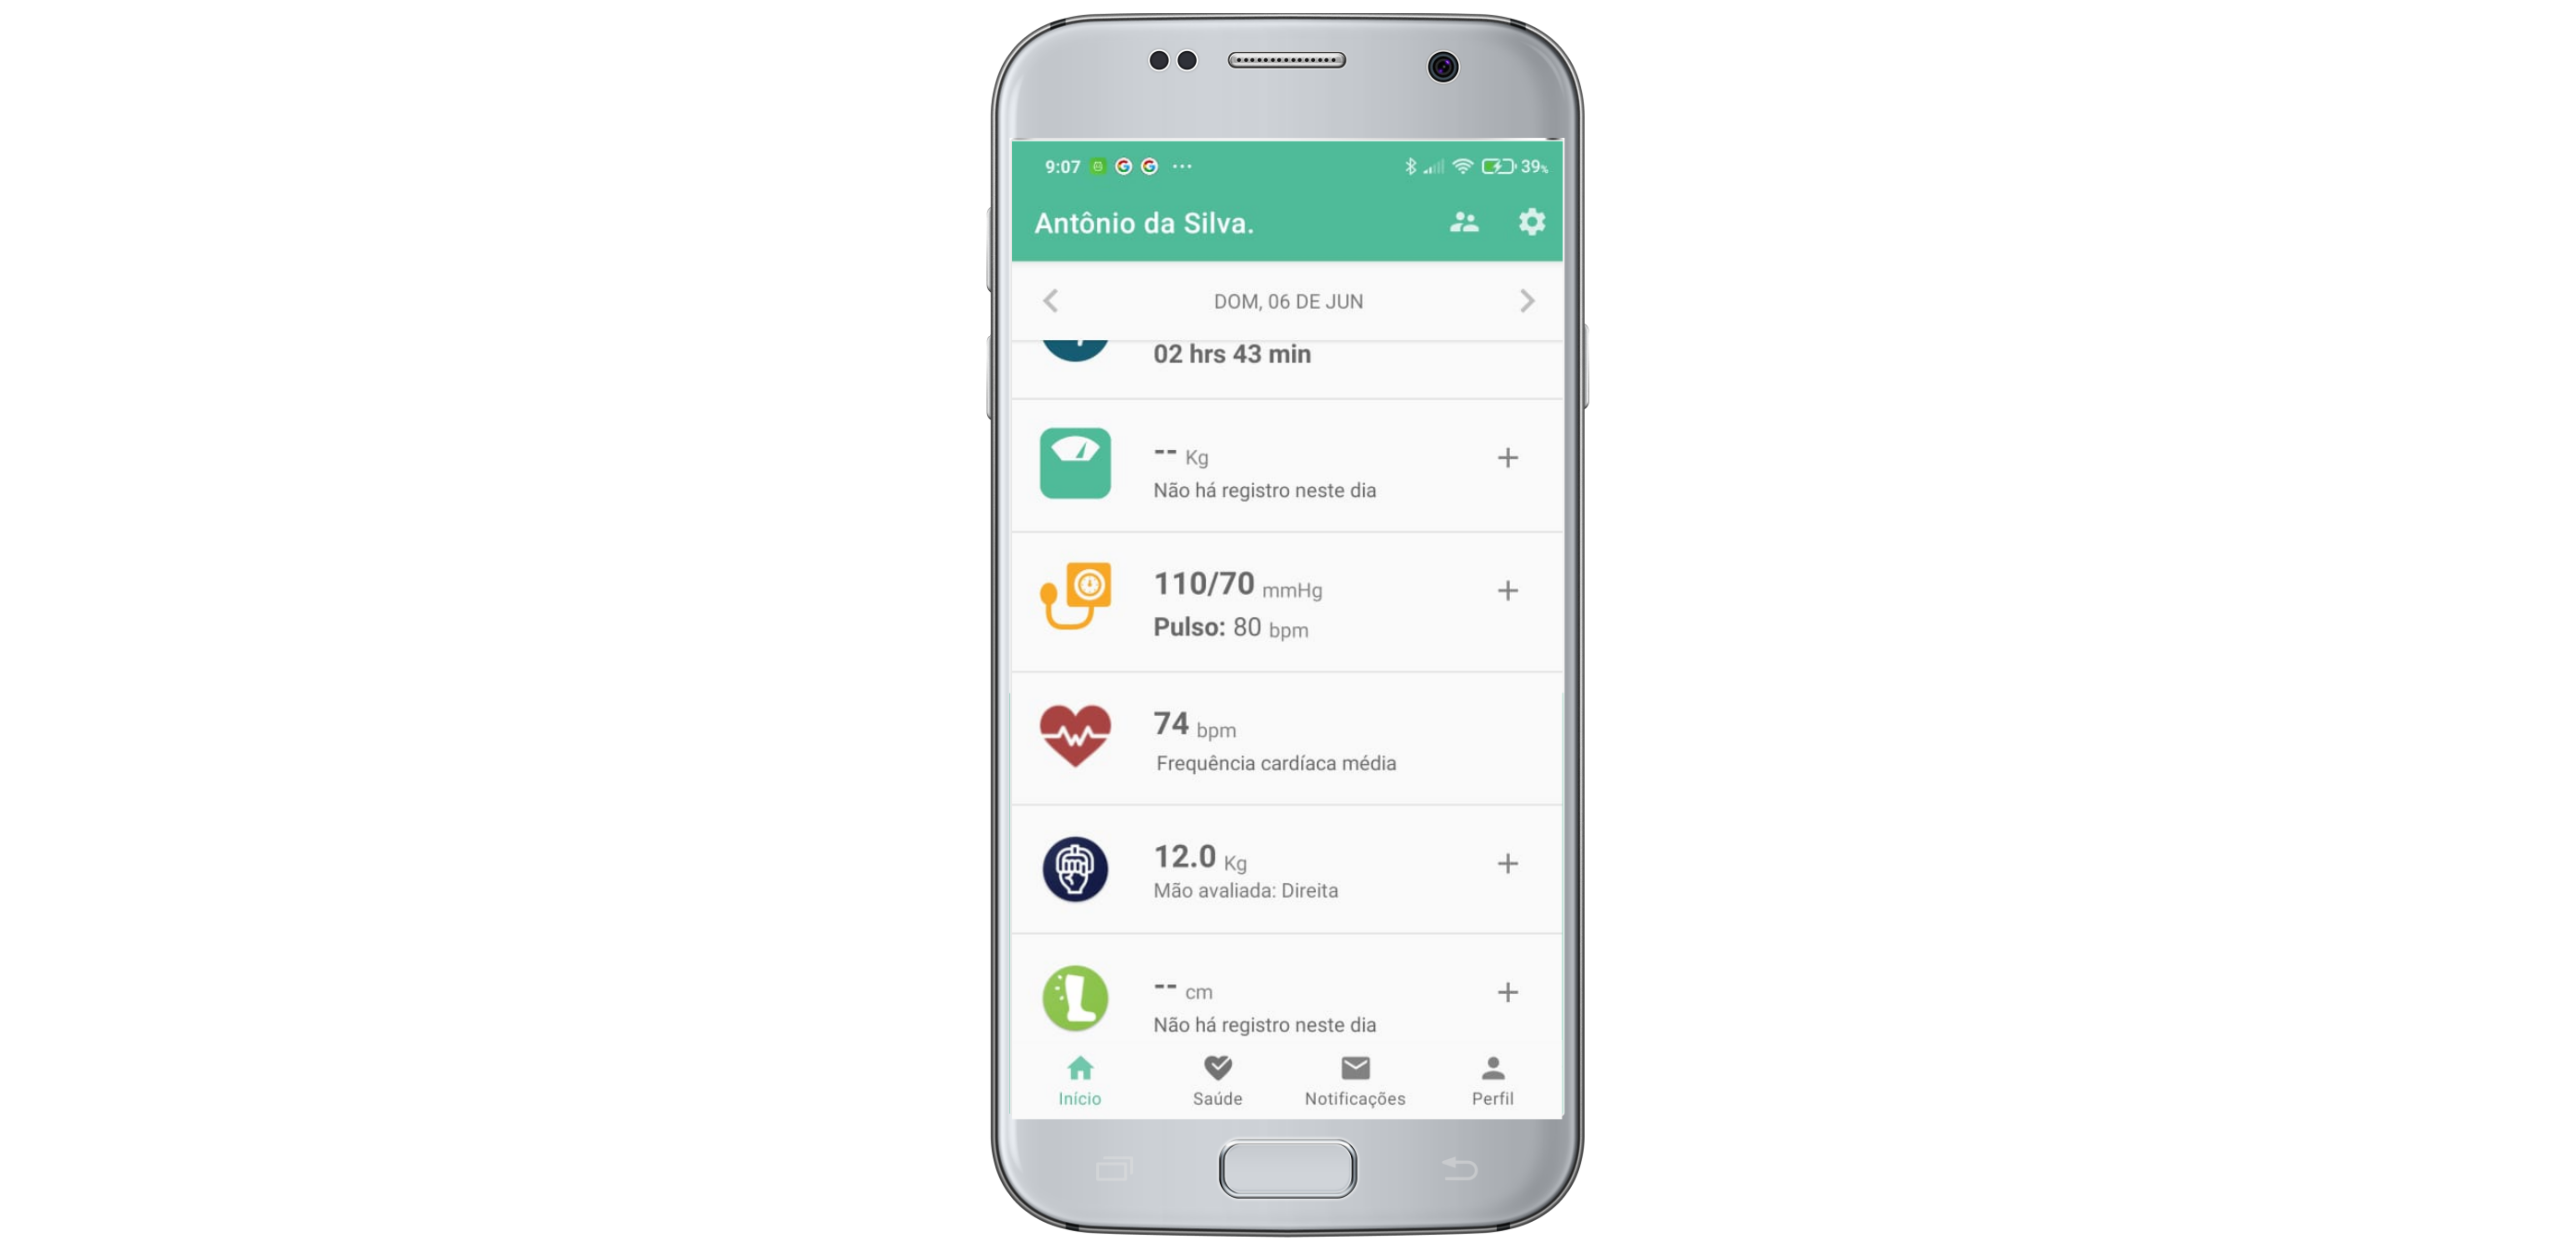 9:07 39%
Antônio da Silva.
DOM, 06 DE JUN
02 hrs 43 min
-- Kg
Não há registro neste dia
110/70 mmHg
Pulso: 80 bpm
74 bpm
Frequência cardíaca média
12.0 Kg
Mão avaliada: Direita
-- cm
Não há registro neste dia
Início Saúde Notificações Perfil